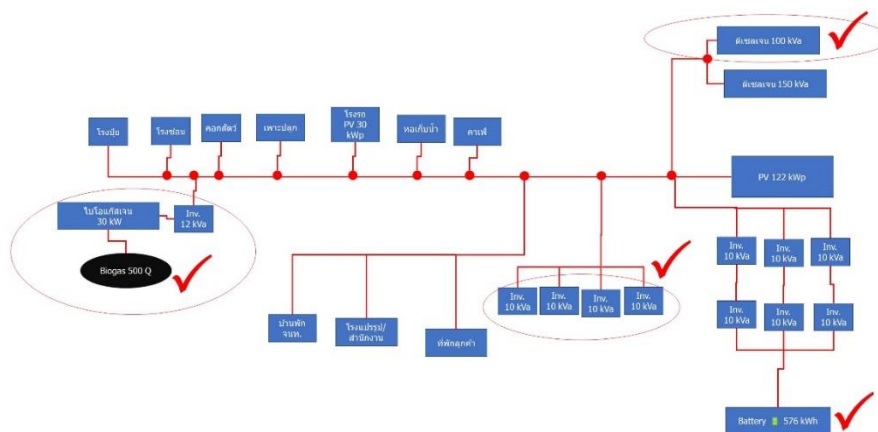 ดีเซลเจน 100 kVa
ดีเซลเจน 150 kVa
โรงปุ๋ย
โรงซ่อม
คอกสัตว์
เพาะปลูก
โรงรถ
PV 30
kWp
หอเก็บน้ำ
คาเฟ่
PV 122 kWp
ไบโอแก๊สเจน
30 kW
Inv.
12 kVa
Biogas 500 Q
Inv.
10 kVa
Inv.
10 kVa
Inv.
10 kVa
Inv.
10 kVa
Inv.
10 kVa
Inv.
10 kVa
Inv.
10 kVa
Inv.
10 kVa
Inv.
10 kVa
Inv.
10 kVa
บ้านพัก
จนท.
โรงแปรรูป/
สำนักงาน
ที่พักลูกค้า
Battery 576 kWh